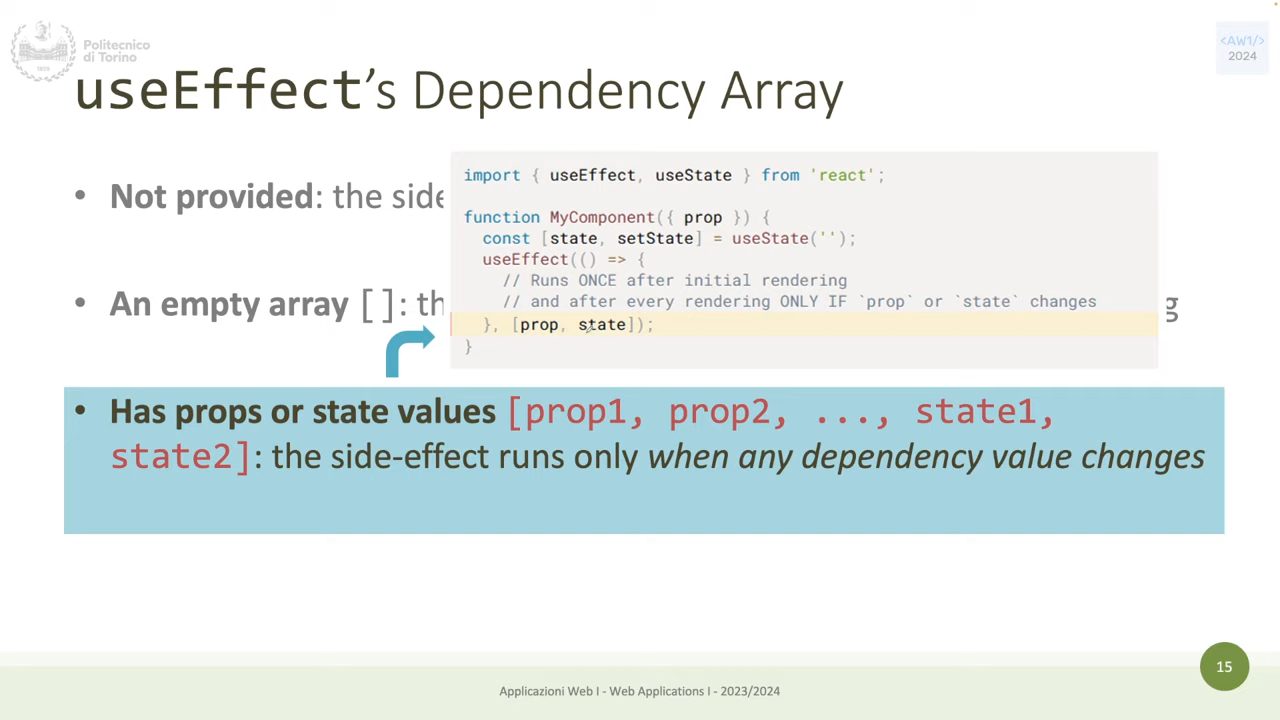 Politecnico
di Torino
1859
<AW1/>
2024
useEffect’s Dependency Array
• Not provided: the side
import { useEffect, useState } from 'react';
function MyComponent({ prop }) {
const [state, setState] = useState('');
useEffect(() => {
// Runs ONCE after initial rendering
// and after every rendering ONLY IF `prop` or `state` changes
}, [prop, state]);
}
• An empty array []: th
g
• Has props or state values [prop1, prop2, ..., state1,
state2]: the side-effect runs only when any dependency value changes
15
Applicazioni Web I - Web Applications I - 2023/2024